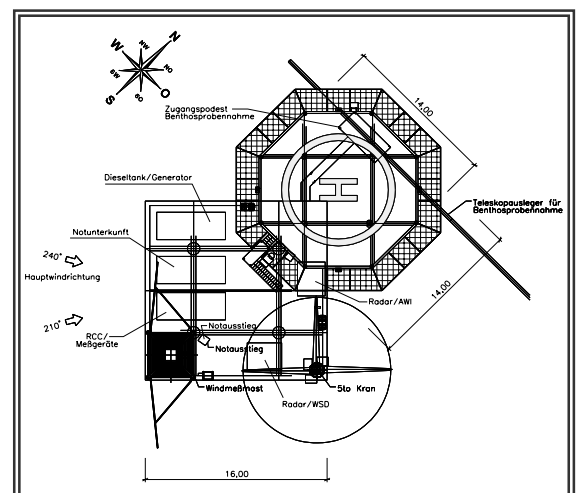 N
NW
W
NO
SW
O
SO
S
Zugangspodest
Benthosprobennahme
14,00
Dieseltank/Generator
H
Teleskopausleger für
Benthosprobennahme
Notunterkunft
240°
Hauptwindrichtung
14,00
Radar/AWI
210°
RCC/
Meßgeräte
Notausstieg
Notausstieg
Windmeßmast
5to Kran
Radar/WSD
16,00